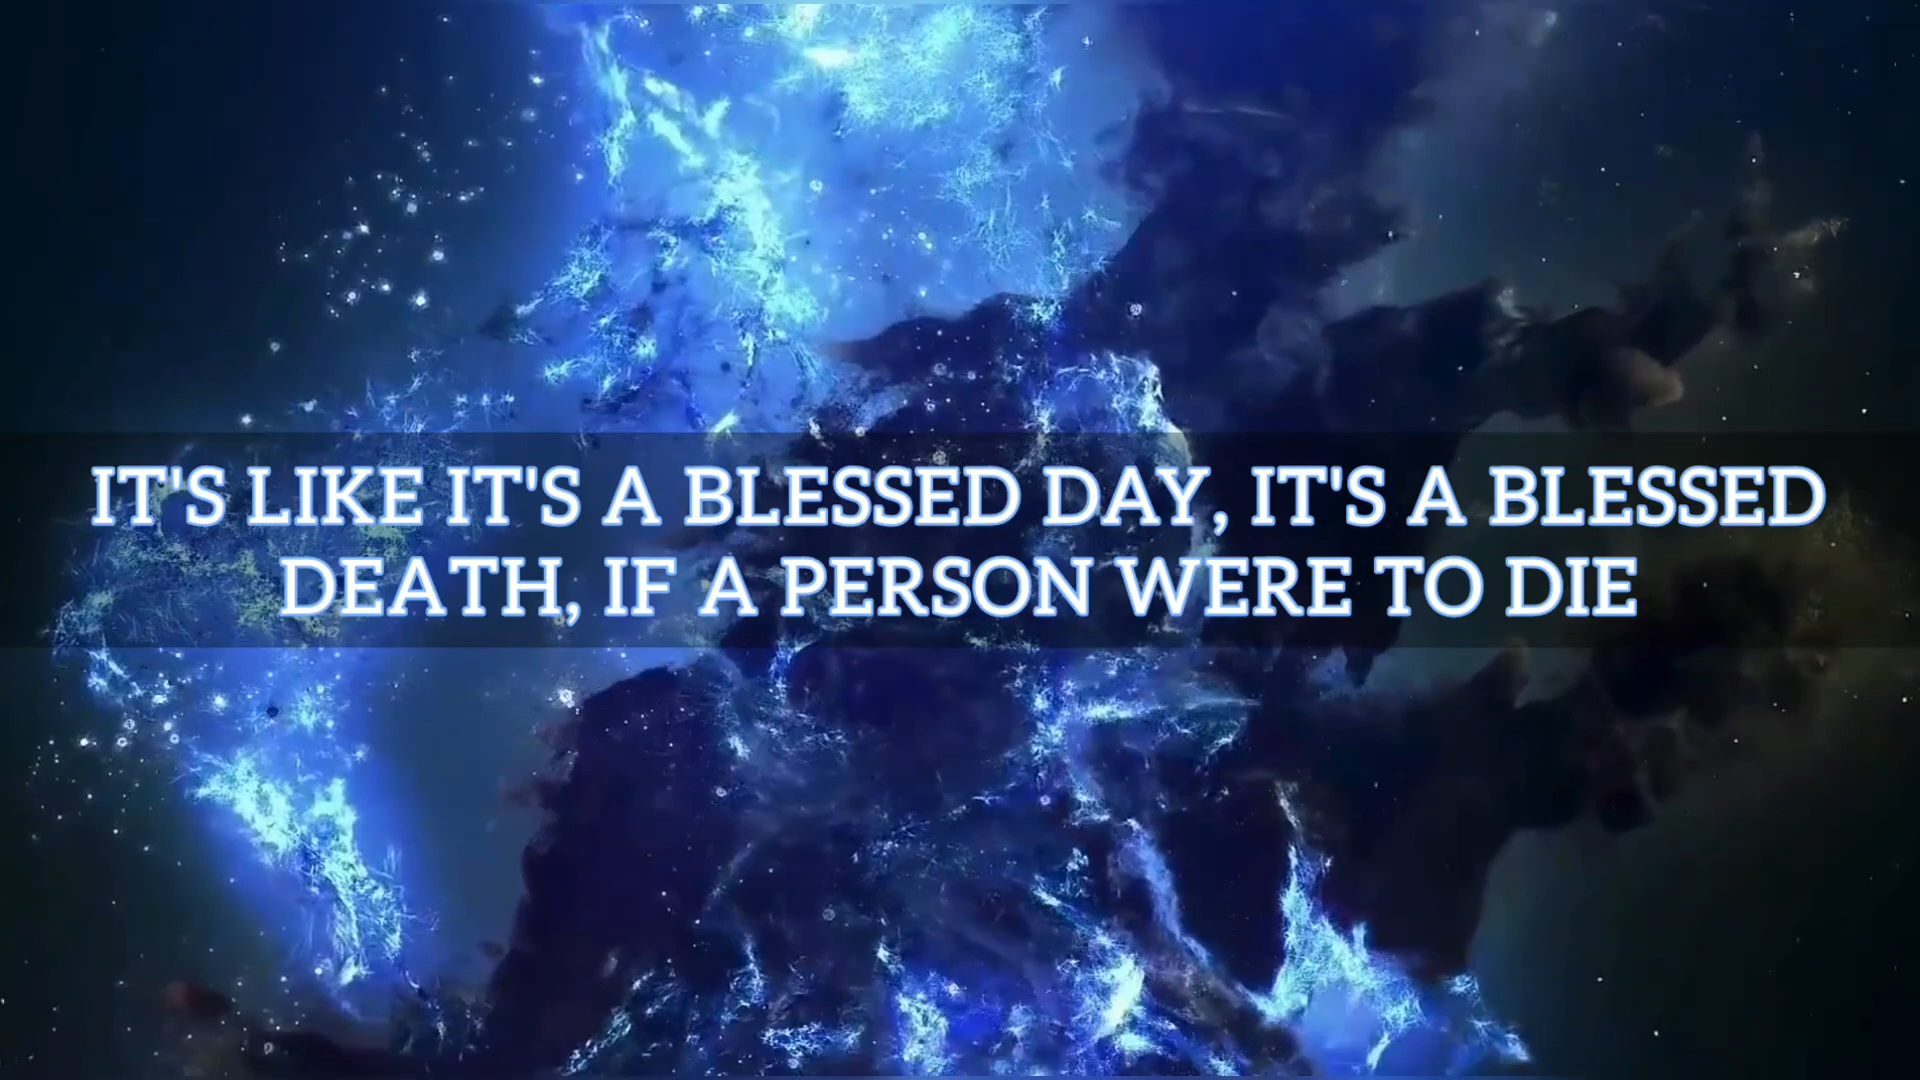 IT'S LIKE IT'S A BLESSED DAY, IT'S A BLESSED
DEATH, IF A PERSON WERE TO DIE